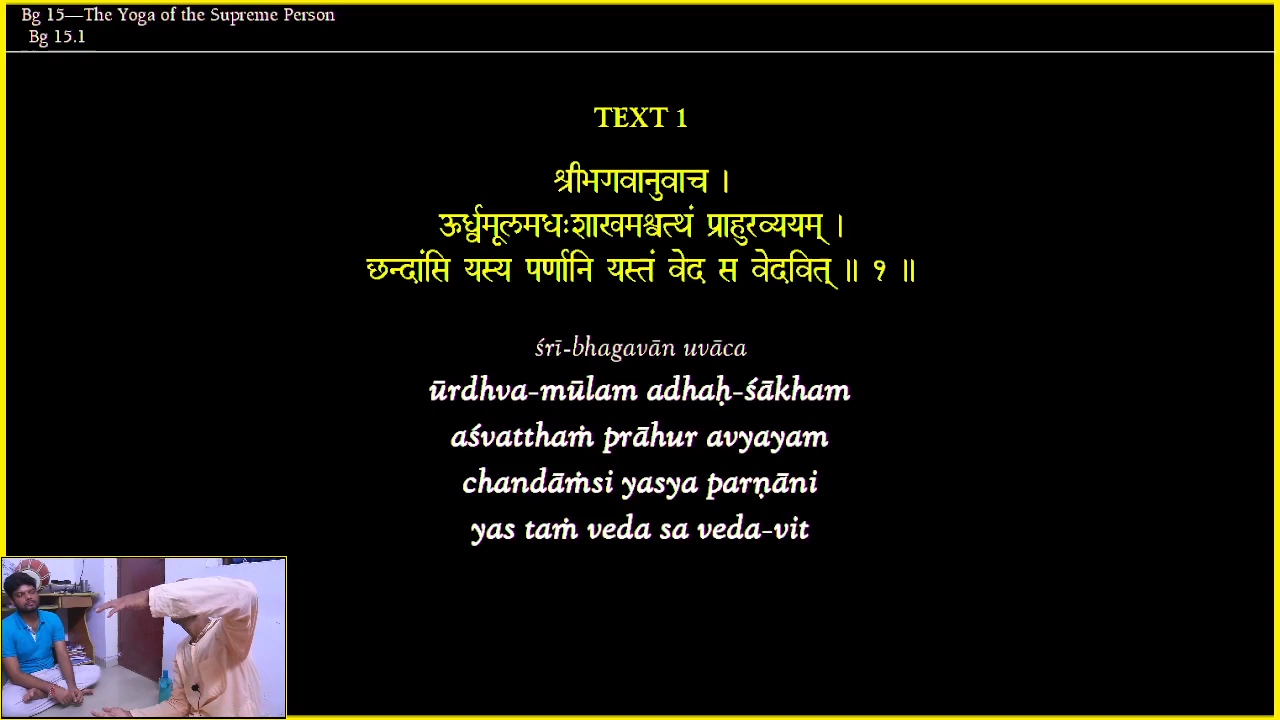 Bg 15—The Yoga of the Supreme Person
Bg 15.1
TEXT 1
श्रीभगवानुवाच ।
ऊर्ध्वमूलमधःशाखमश्वत्थं प्राहुरव्ययम् ।
छन्दांसि यस्य पर्णानि यस्तं वेद स वेदवित् ॥ १ ॥
śrī-bhagavān uvāca
ūrdhva-mūlam adhaḥ-śākham
aśvatthaṁ prāhur avyayam
chandāṁsi yasya parṇāni
yas taṁ veda sa veda-vit